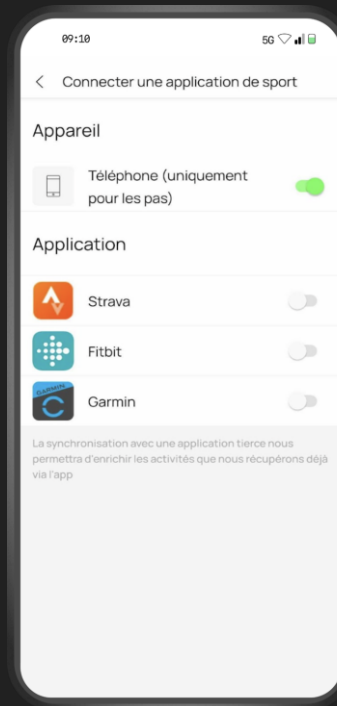 09:10
5G
Connecter une application de sport
Appareil
Téléphone (uniquement
pour les pas)
Application
Strava
Fitbit
GARMIN
Garmin
La synchronisation avec une application tierce nous
permettra d'enrichir les activités que nous récupérons déjà
via l'app